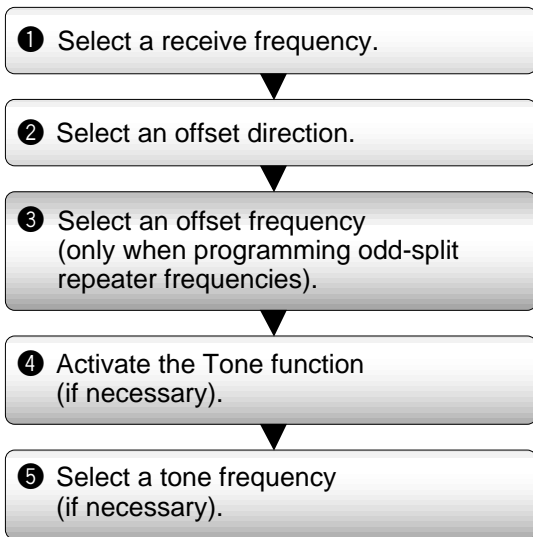 ❶ Select a receive frequency.
❷ Select an offset direction.
❸ Select an offset frequency
(only when programming odd-split
repeater frequencies).
❹ Activate the Tone function
(if necessary).
❺ Select a tone frequency
(if necessary).